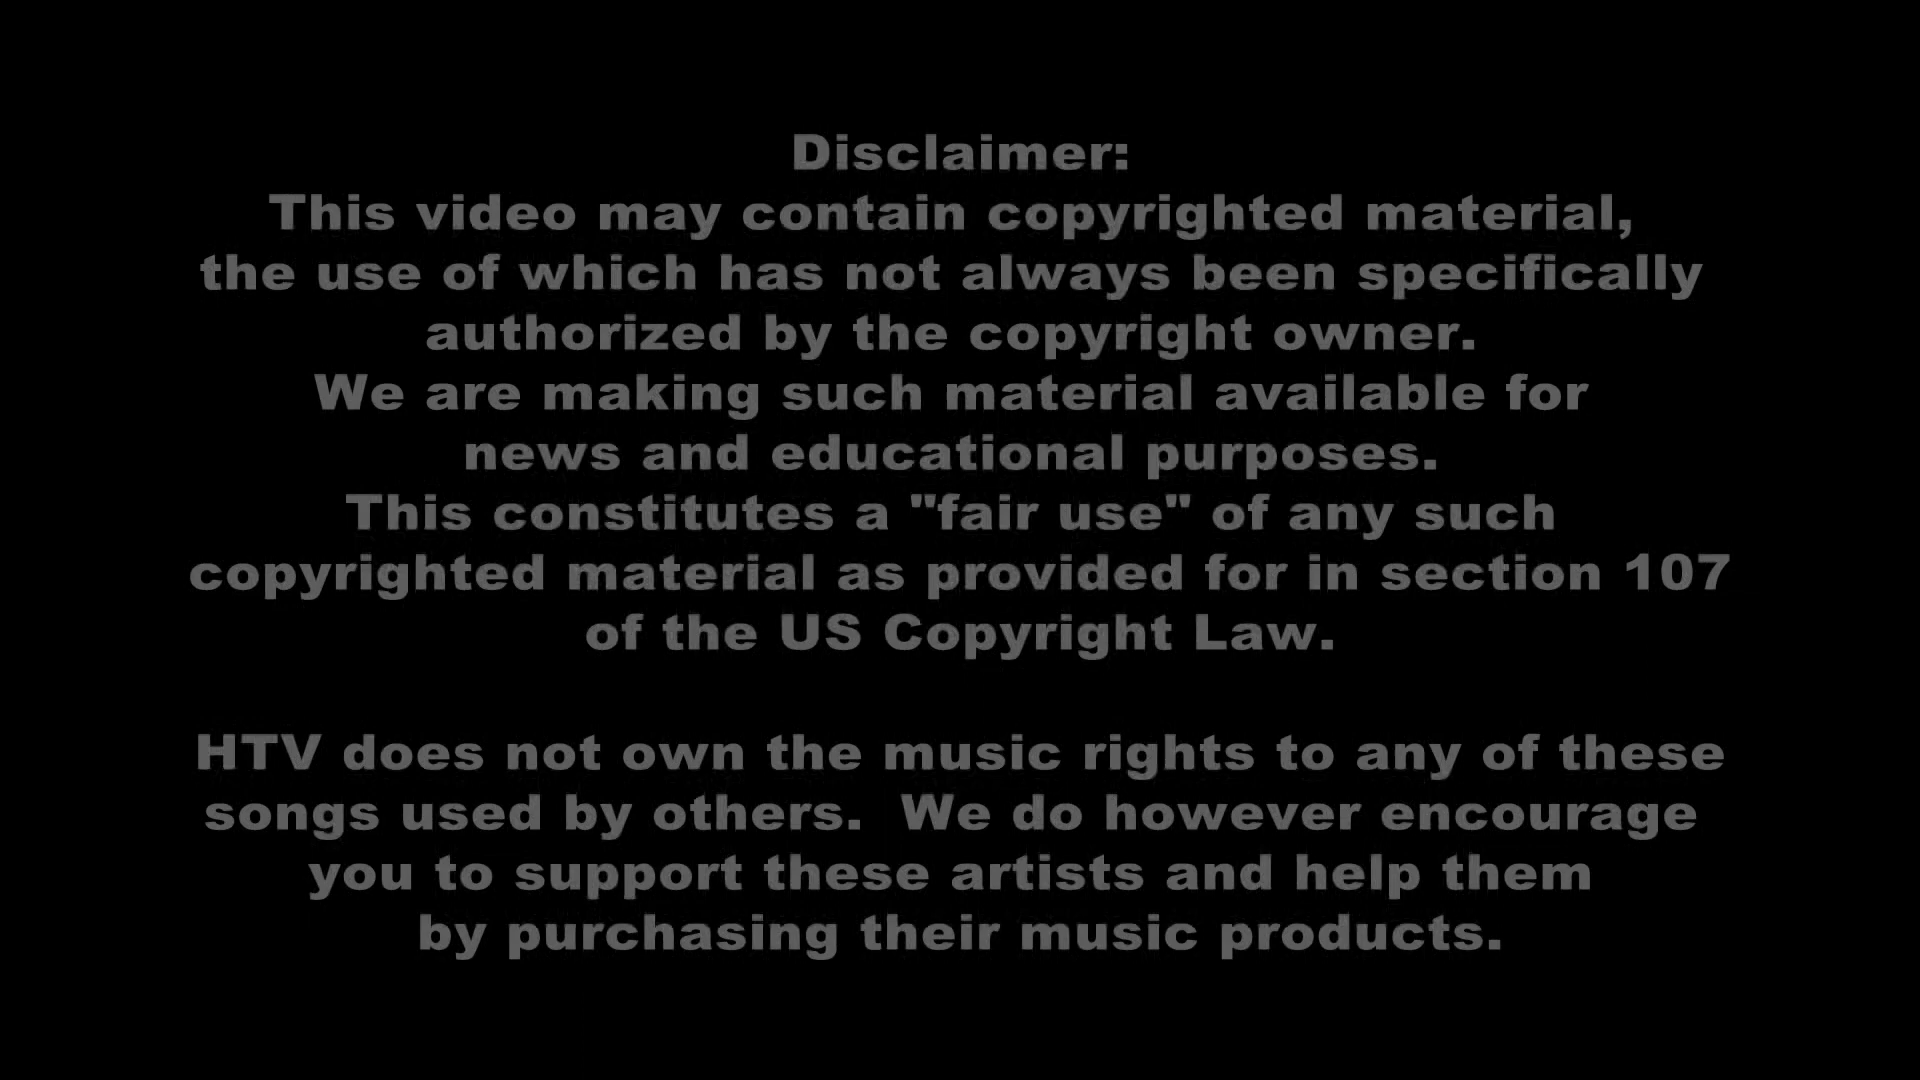 Disclaimer:
This video may contain copyrighted material,
the use of which has not always been specifically
authorized by the copyright owner.
We are making such material available for
news and educational purposes.
This constitutes a "fair use" of any such
copyrighted material as provided for in section 107
of the US Copyright Law.
HTV does not own the music rights to any of these
songs used by others.  We do however encourage
you to support these artists and help them
by purchasing their music products.